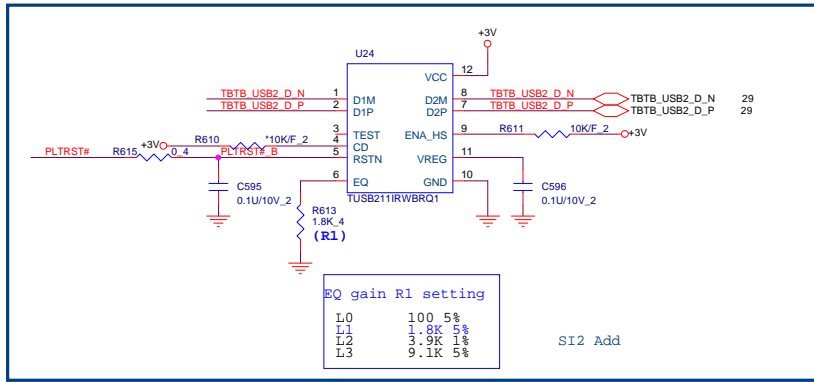 +3V
U24
12
VCC
TBTB_USB2_D_N 1 D1M D2M 8 TBTB_USB2_D_N TBTB_USB2_D_N 29
TBTB_USB2_D_P 2 D1P D2P 7 TBTB_USB2_D_P TBTB_USB2_D_P 29
3 TEST ENA_HS 9 R611 10K/F_2 +3V
+3V R610 *10K/F_2 4 CD
PLTRST# R615 0_4 PLTRST#_B 5 RSTN VREG 11
6 EQ GND 10
C595
0.1U/10V_2
TUSB211IRWBRQ1
C596
0.1U/10V_2
R613
1.8K_4
(R1)
EQ gain R1 setting
L0 100 5%
L1 1.8K 5%
L2 3.9K 1%
L3 9.1K 5%
SI2 Add